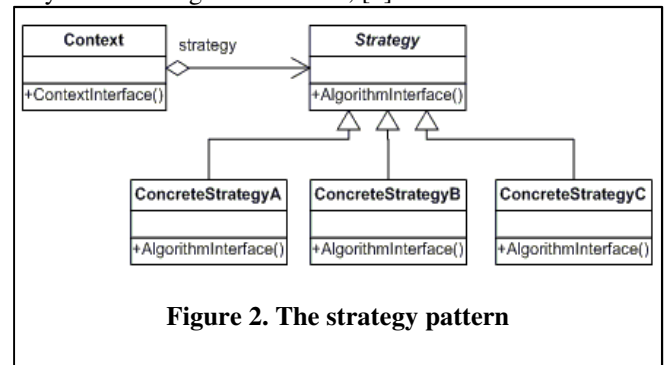 Context
strategy
Strategy
+ContextInterface()
+AlgorithmInterface()
ConcreteStrategyA
ConcreteStrategyB
ConcreteStrategyC
+AlgorithmInterface()
+AlgorithmInterface()
+AlgorithmInterface()
Figure 2. The strategy pattern